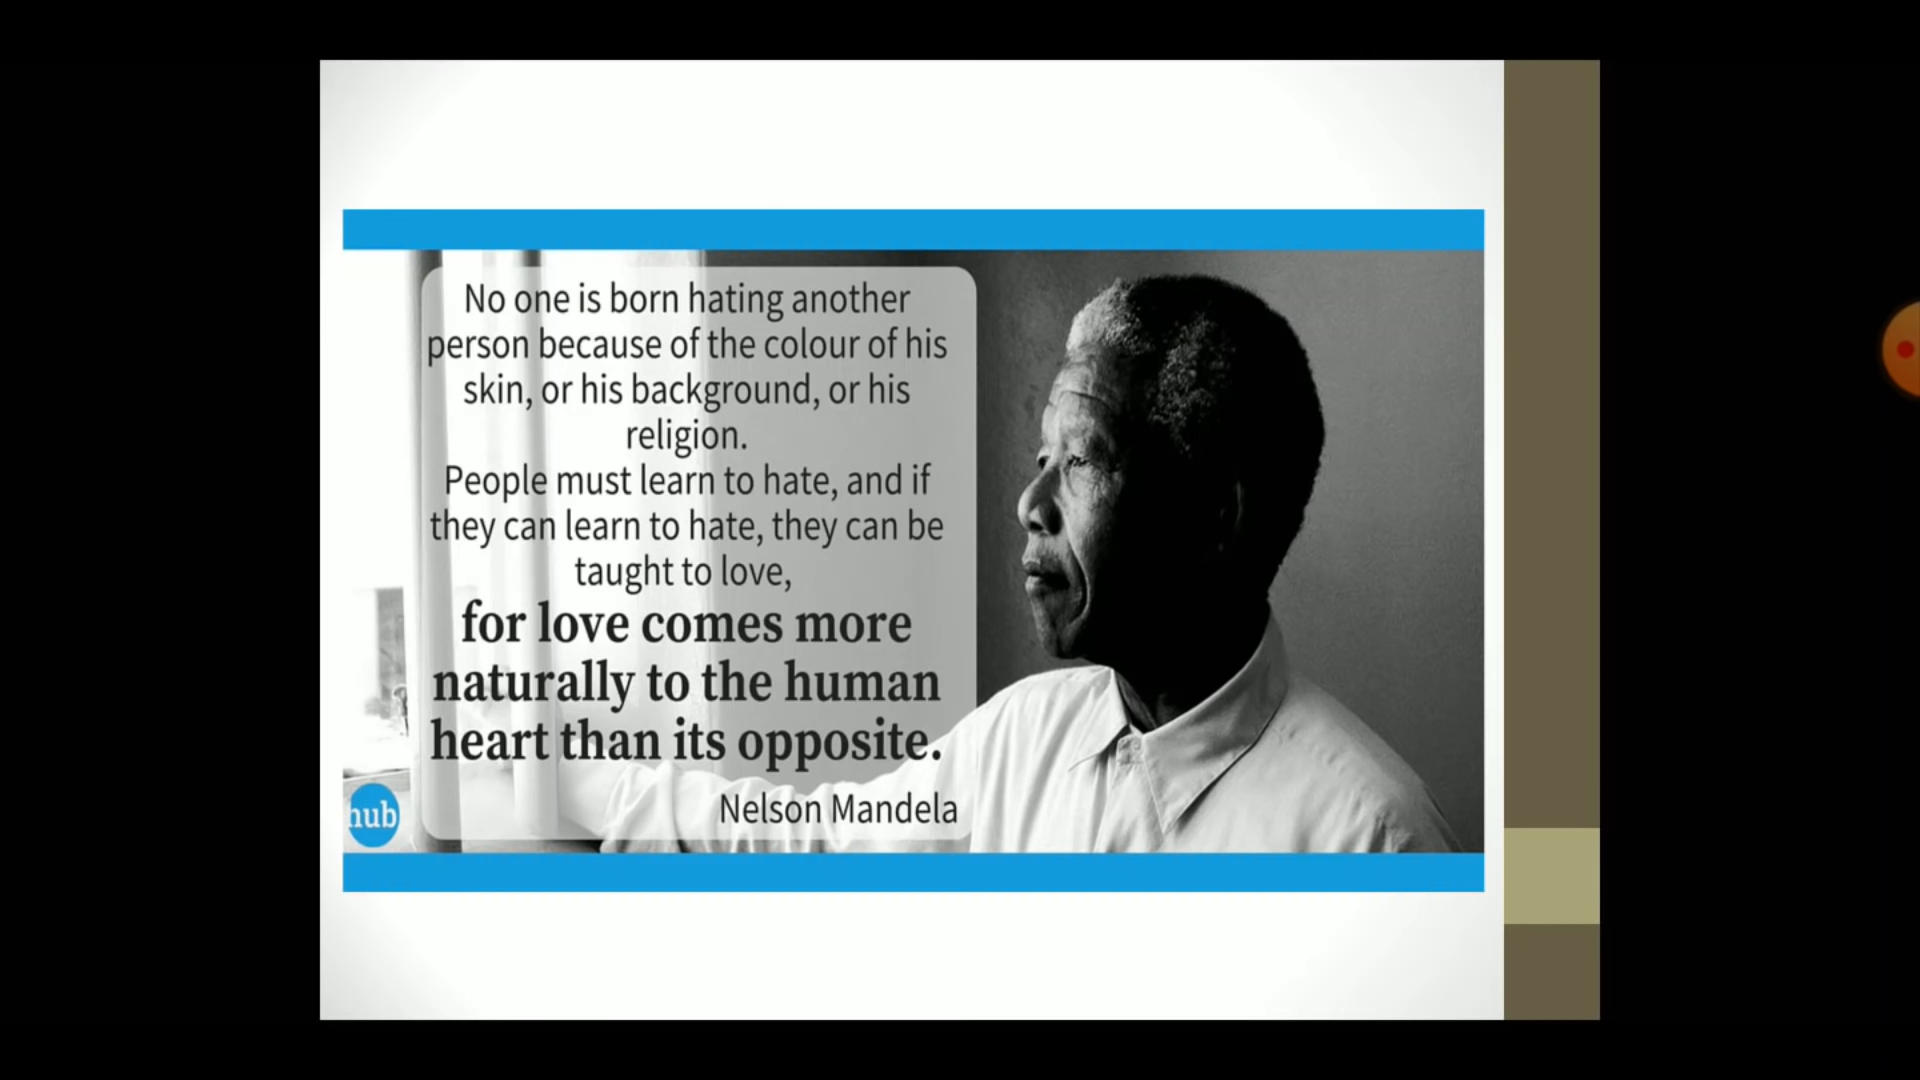 No one is born hating another
person because of the colour of his
skin, or his background, or his
religion.
People must learn to hate, and if
they can learn to hate, they can be
taught to love,
for love comes more
naturally to the human
heart than its opposite.
Nelson Mandela
hub